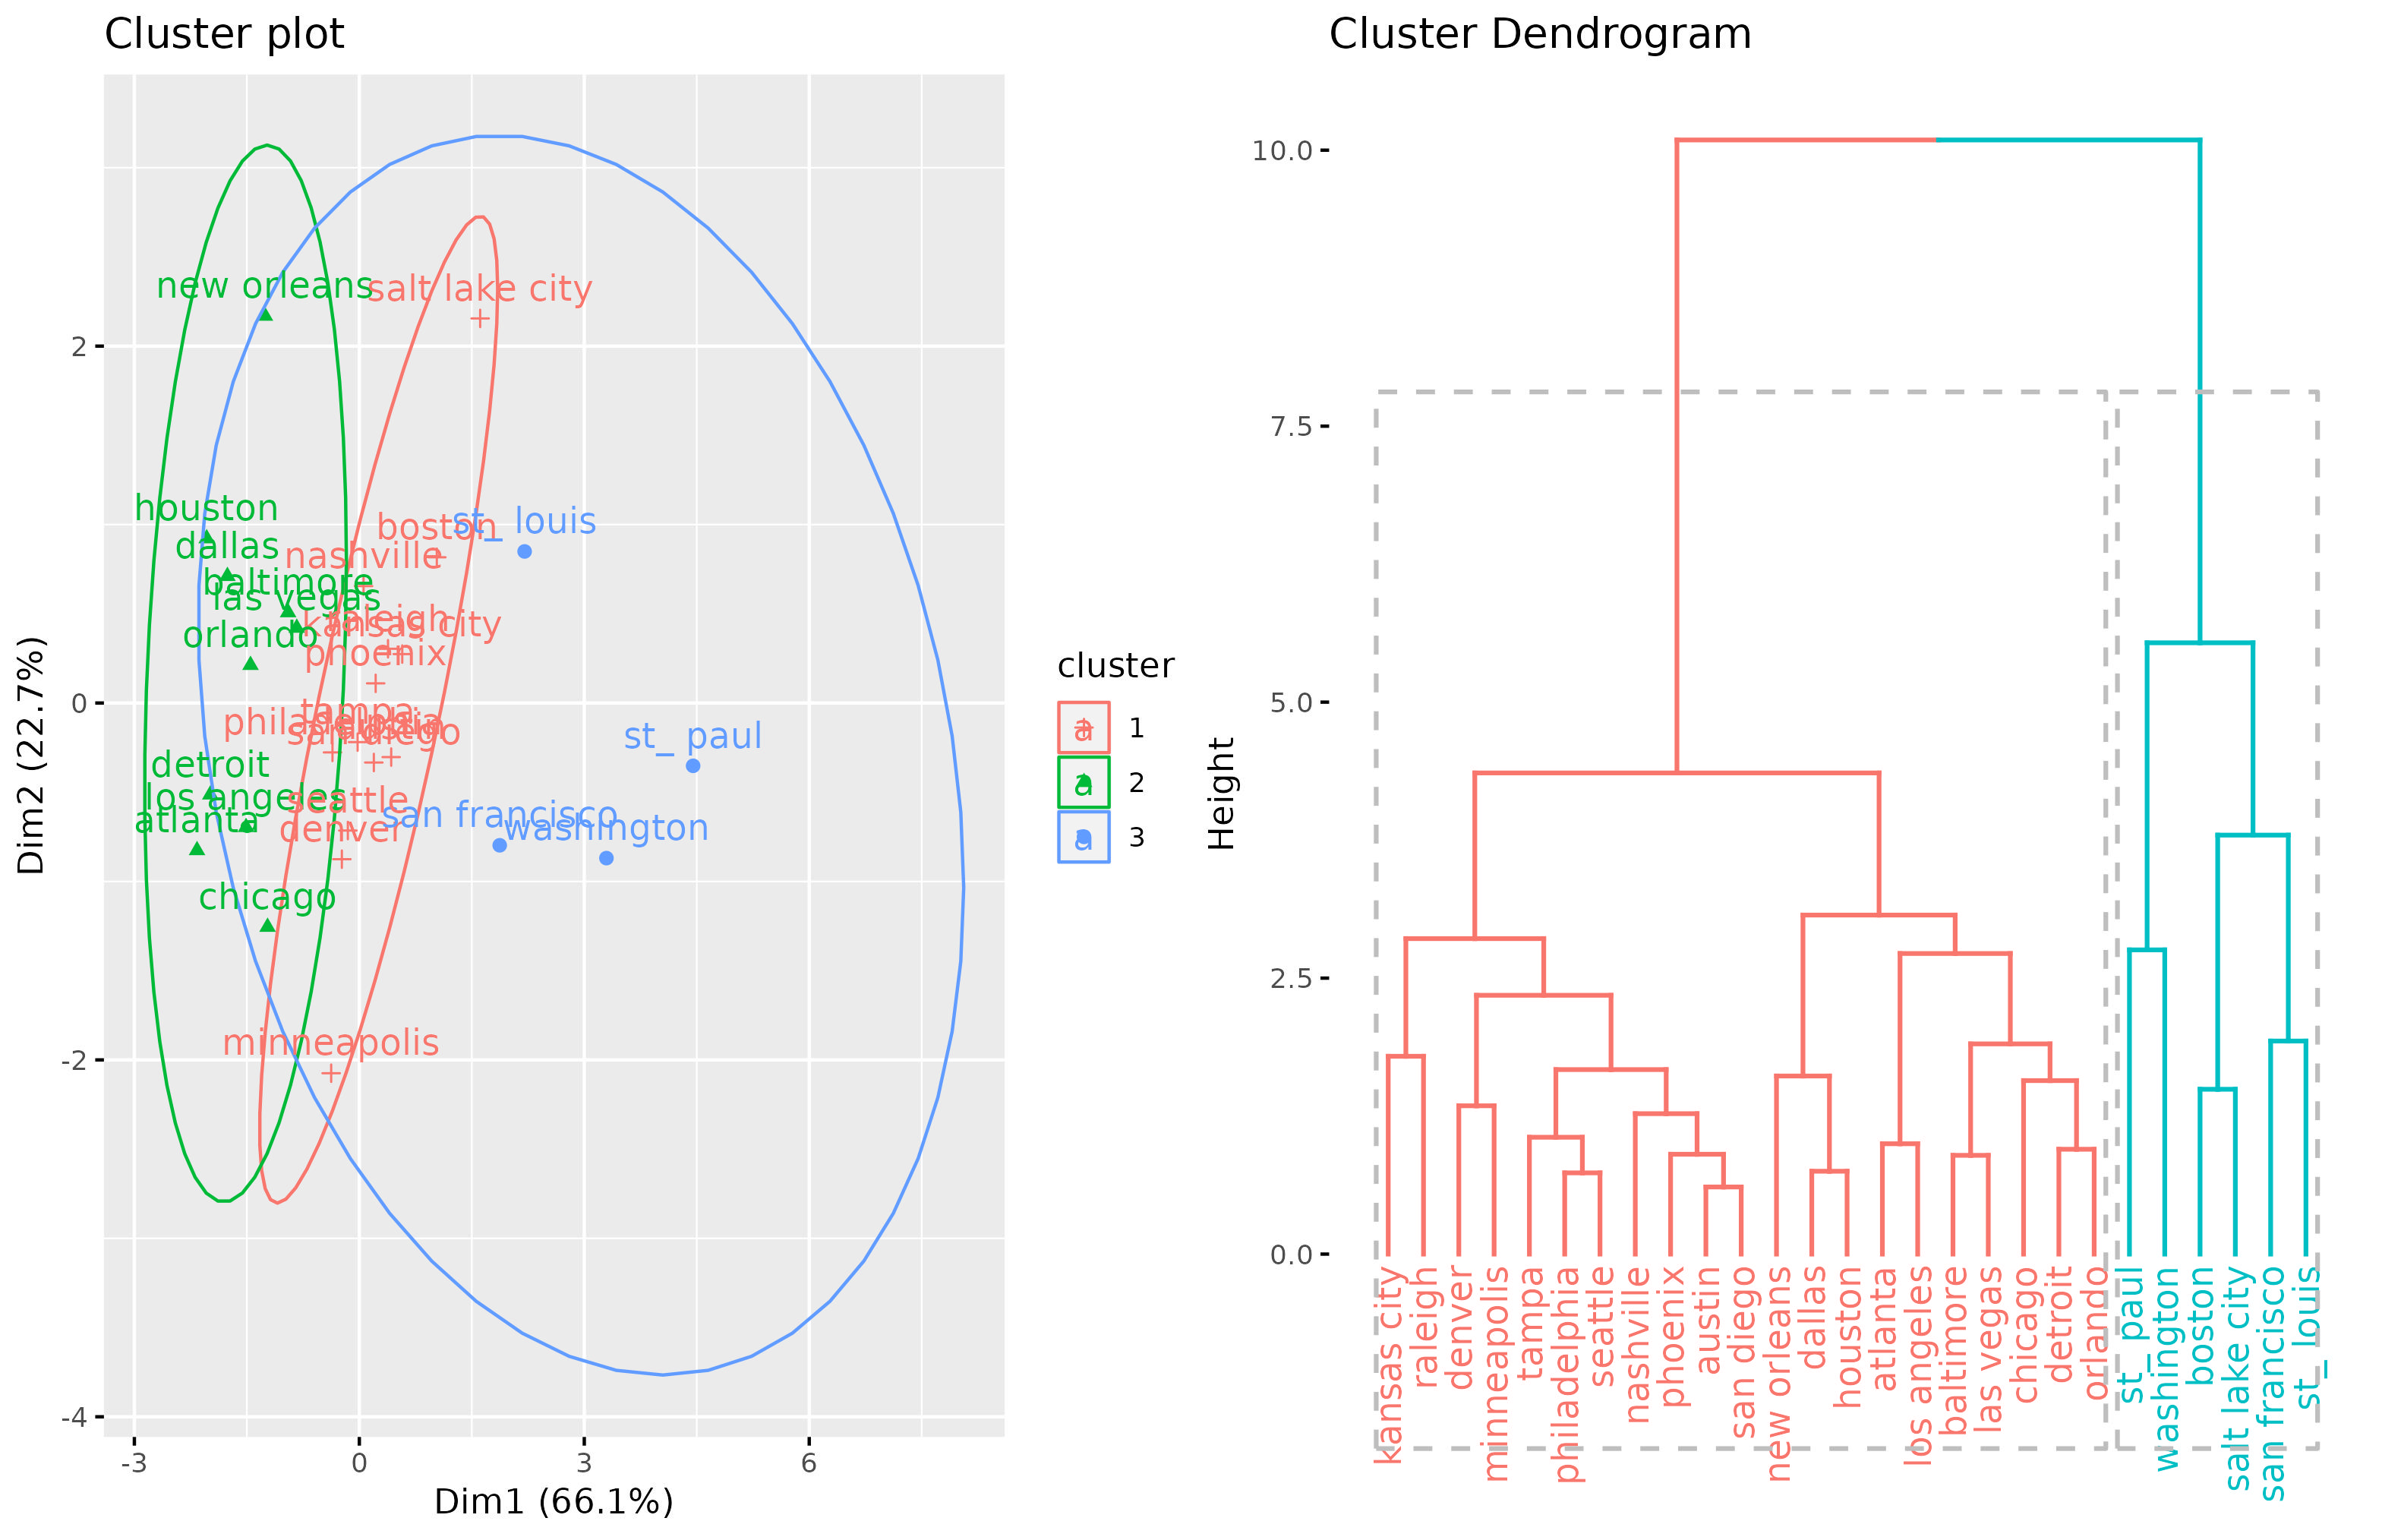 Cluster plot
new orleans
salt lake city
houston
boston
st_ louis
dallas
nashville
baltimore
las vegas
raleigh
kansas city
orlando
phoenix
tampa
philadelphia
austin
san diego
st_ paul
detroit
los angeles
seattle
atlanta
san francisco
washington
denver
chicago
minneapolis
2
0
-2
-4
-3
0
3
6
Dim1 (66.1%)
Dim2 (22.7%)
cluster
a 1
a 2
a 3
Cluster Dendrogram
10.0
7.5
5.0
2.5
0.0
Height
kansas city
raleigh
denver
minneapolis
tampa
philadelphia
seattle
nashville
phoenix
austin
san diego
new orleans
dallas
houston
atlanta
los angeles
baltimore
las vegas
chicago
detroit
orlando
st_ paul
washington
boston
salt lake city
san francisco
st_ louis